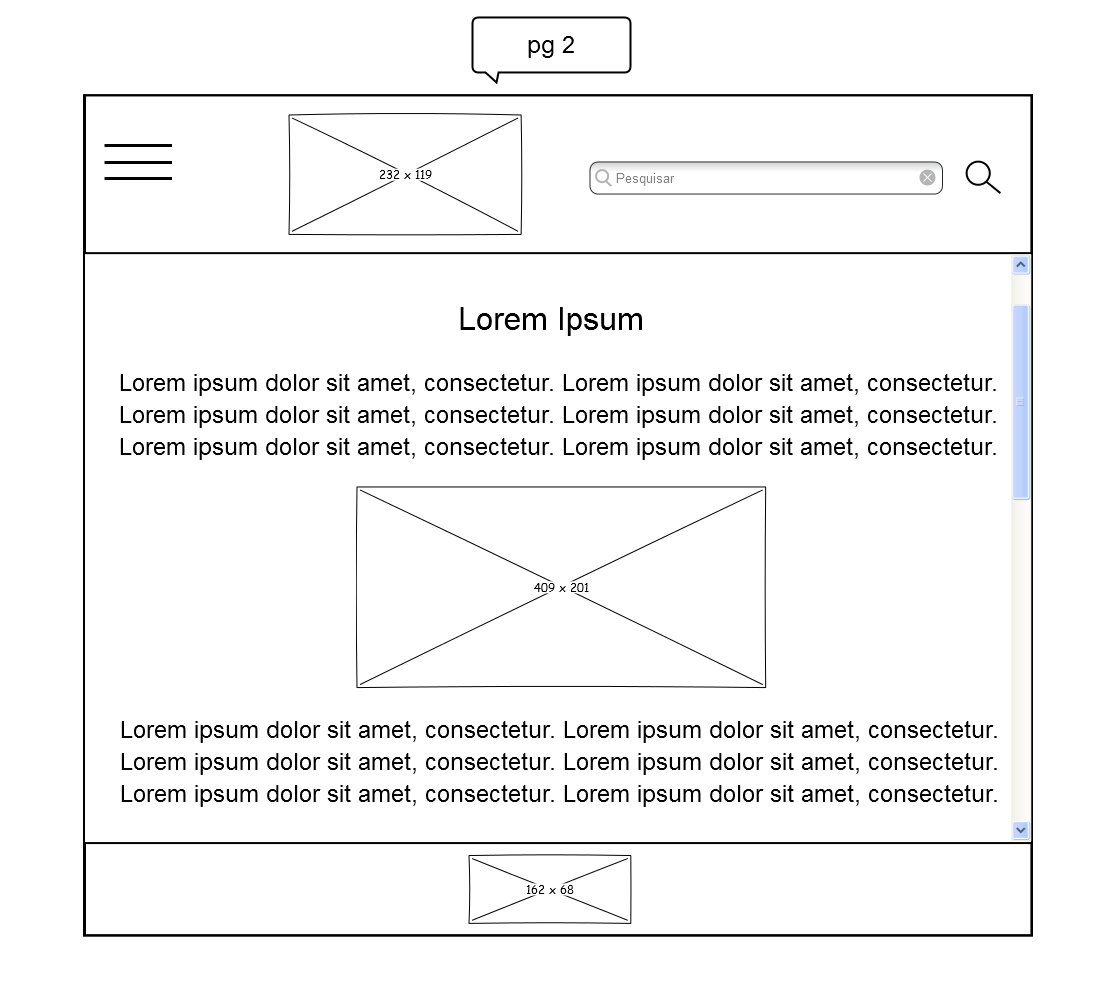 pg 2
232 x 119
Pesquisar
Lorem Ipsum
Lorem ipsum dolor sit amet, consectetur. Lorem ipsum dolor sit amet, consectetur.
Lorem ipsum dolor sit amet, consectetur. Lorem ipsum dolor sit amet, consectetur.
Lorem ipsum dolor sit amet, consectetur. Lorem ipsum dolor sit amet, consectetur.
409 x 201
Lorem ipsum dolor sit amet, consectetur. Lorem ipsum dolor sit amet, consectetur.
Lorem ipsum dolor sit amet, consectetur. Lorem ipsum dolor sit amet, consectetur.
Lorem ipsum dolor sit amet, consectetur. Lorem ipsum dolor sit amet, consectetur.
162 x 68